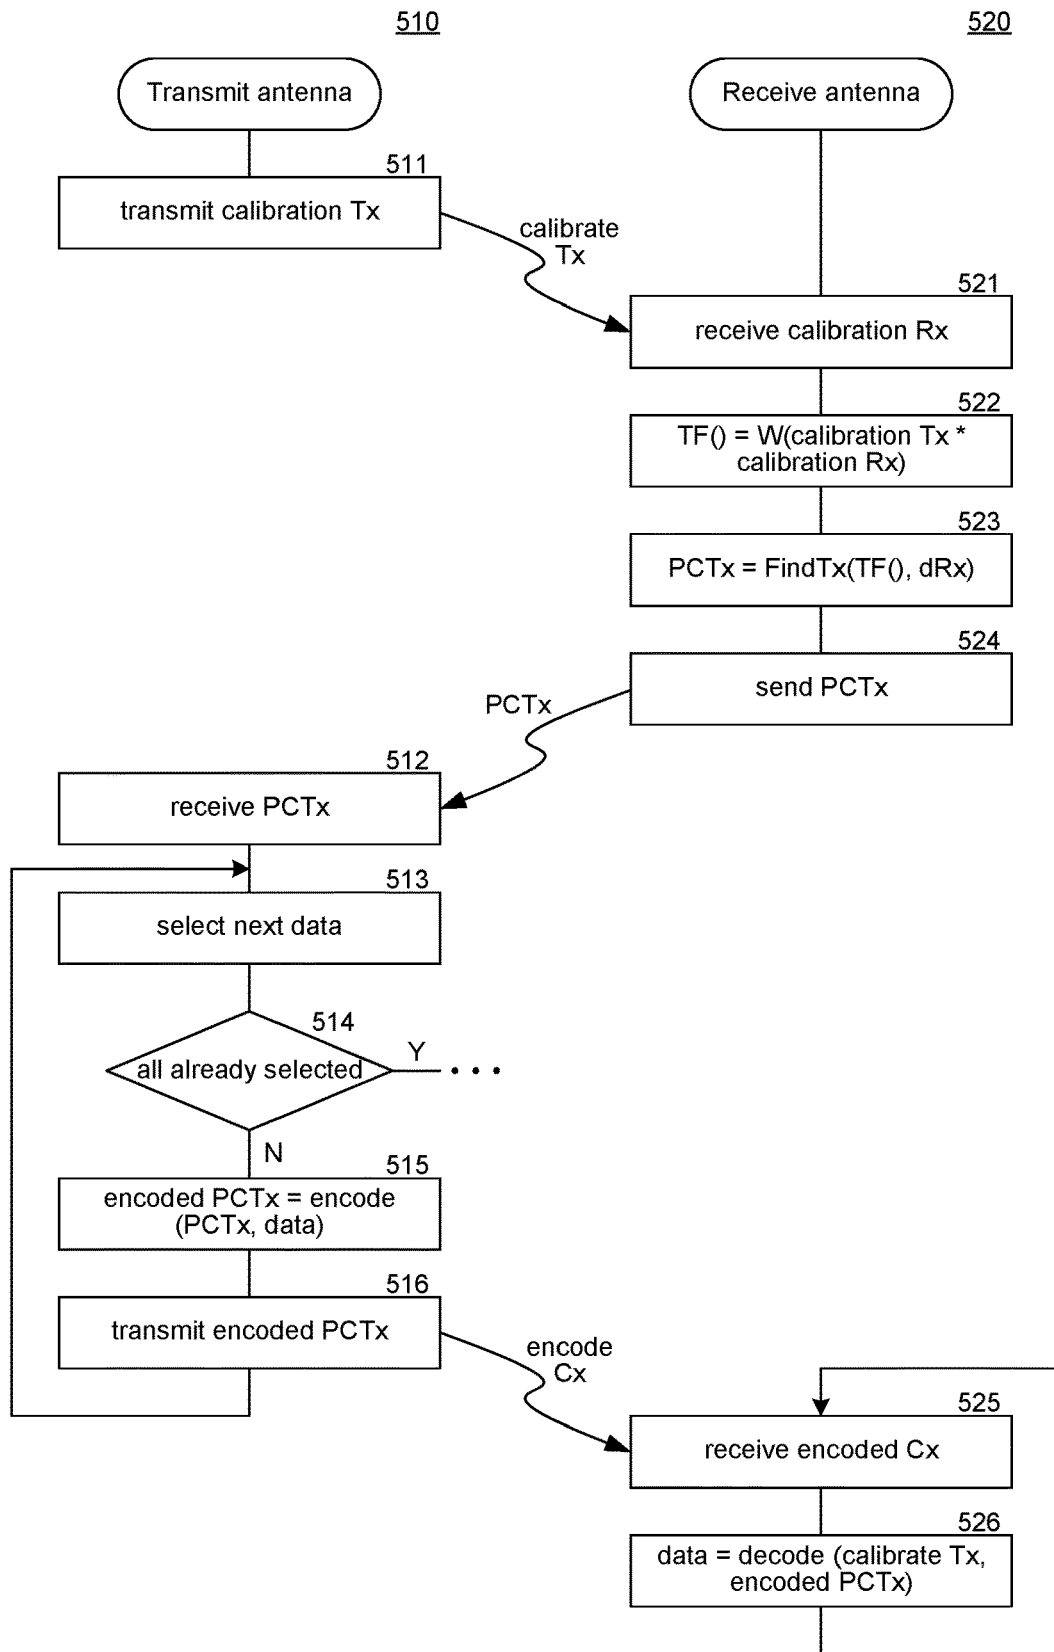 510
520
Transmit antenna
Receive antenna
511
transmit calibration Tx
calibrate
Tx
521
receive calibration Rx
522
TF() = W(calibration Tx *
calibration Rx)
523
PCTx = FindTx(TF(), dRx)
524
send PCTx
PCTx
512
receive PCTx
513
select next data
514
all already selected
Y
N
515
encoded PCTx = encode
(PCTx, data)
516
transmit encoded PCTx
encode
Cx
525
receive encoded Cx
526
data = decode (calibrate Tx,
encoded PCTx)